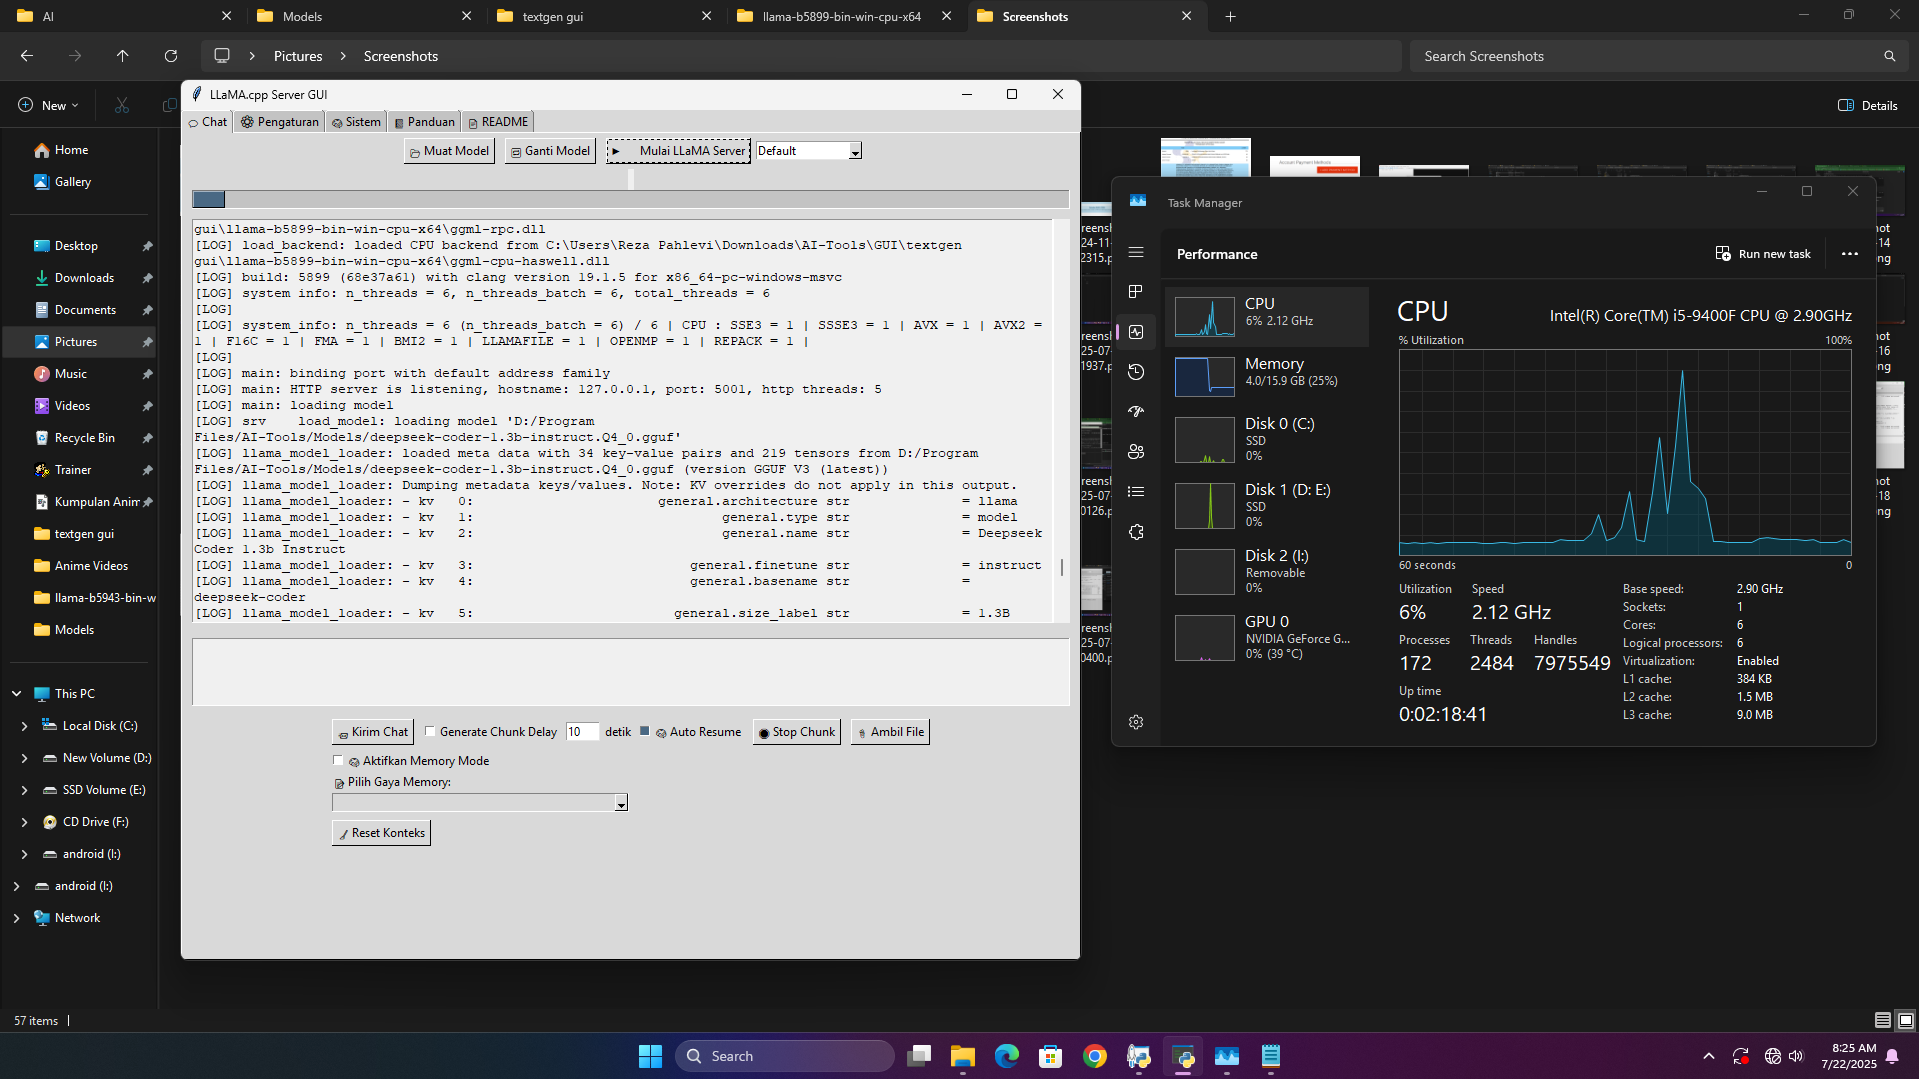 AI
Models
textgen gui
llama-b5899-bin-win-cpu-x64
Screenshots
Pictures
Screenshots
Search Screenshots
New
Details
Home
Gallery
Desktop
Downloads
Documents
Pictures
Music
Videos
Recycle Bin
Trainer
Kumpulan Anim
textgen gui
Anime Videos
llama-b5943-bin-w
Models
This PC
Local Disk (C:)
New Volume (D:)
SSD Volume (E:)
CD Drive (F:)
android (I:)
android (I:)
Network
57 items
LLaMA.cpp Server GUI
Chat
Pengaturan
Sistem
Panduan
README
Muat Model
Ganti Model
Mulai LLaMA Server
Default
gui\llama-b5899-bin-win-cpu-x64\ggml-rpc.dll
[LOG] load_backend: loaded CPU backend from C:\Users\Reza Pahlevi\Downloads\AI-Tools\GUI\textgen
gui\llama-b5899-bin-win-cpu-x64\ggml-cpu-haswell.dll
[LOG] build: 5899 (68e37a61) with clang version 19.1.5 for x86_64-pc-windows-msvc
[LOG] system info: n_threads = 6, n_threads_batch = 6, total_threads = 6
[LOG]
[LOG] system_info: n_threads = 6 (n_threads_batch = 6) / 6 | CPU : SSE3 = 1 | SSSE3 = 1 | AVX = 1 | AVX2 =
1 | F16C = 1 | FMA = 1 | BMI2 = 1 | LLAMAFILE = 1 | OPENMP = 1 | REPACK = 1 |
[LOG]
[LOG] main: binding port with default address family
[LOG] main: HTTP server is listening, hostname: 127.0.0.1, port: 5001, http threads: 5
[LOG] main: loading model
[LOG] srv    load_model: loading model 'D:/Program
Files/AI-Tools/Models/deepseek-coder-1.3b-instruct.Q4_0.gguf'
[LOG] llama_model_loader: loaded meta data with 34 key-value pairs and 219 tensors from D:/Program
Files/AI-Tools/Models/deepseek-coder-1.3b-instruct.Q4_0.gguf (version GGUF V3 (latest))
[LOG] llama_model_loader: Dumping metadata keys/values. Note: KV overrides do not apply in this output.
[LOG] llama_model_loader: - kv   0:                       general.architecture str              = llama
[LOG] llama_model_loader: - kv   1:                               general.type str              = model
[LOG] llama_model_loader: - kv   2:                               general.name str              = Deepseek
Coder 1.3b Instruct
[LOG] llama_model_loader: - kv   3:                           general.finetune str              = instruct
[LOG] llama_model_loader: - kv   4:                           general.basename str              =
deepseek-coder
[LOG] llama_model_loader: - kv   5:                         general.size_label str              = 1.3B
Kirim Chat
Generate Chunk Delay
10
detik
Auto Resume
Stop Chunk
Ambil File
Aktifkan Memory Mode
Pilih Gaya Memory:
Reset Konteks
Task Manager
Performance
Run new task
CPU
6% 2.12 GHz
Memory
4.0/15.9 GB (25%)
Disk 0 (C:)
SSD
0%
Disk 1 (D: E:)
SSD
0%
Disk 2 (I:)
Removable
0%
GPU 0
NVIDIA GeForce G...
0% (39 °C)
CPU
Intel(R) Core(TM) i5-9400F CPU @ 2.90GHz
% Utilization
100%
60 seconds
0
Utilization
6%
Speed
2.12 GHz
Processes
172
Threads
2484
Handles
7975549
Up time
0:02:18:41
Base speed: 2.90 GHz
Sockets: 1
Cores: 6
Logical processors: 6
Virtualization: Enabled
L1 cache: 384 KB
L2 cache: 1.5 MB
L3 cache: 9.0 MB
Search
8:25 AM
7/22/2025